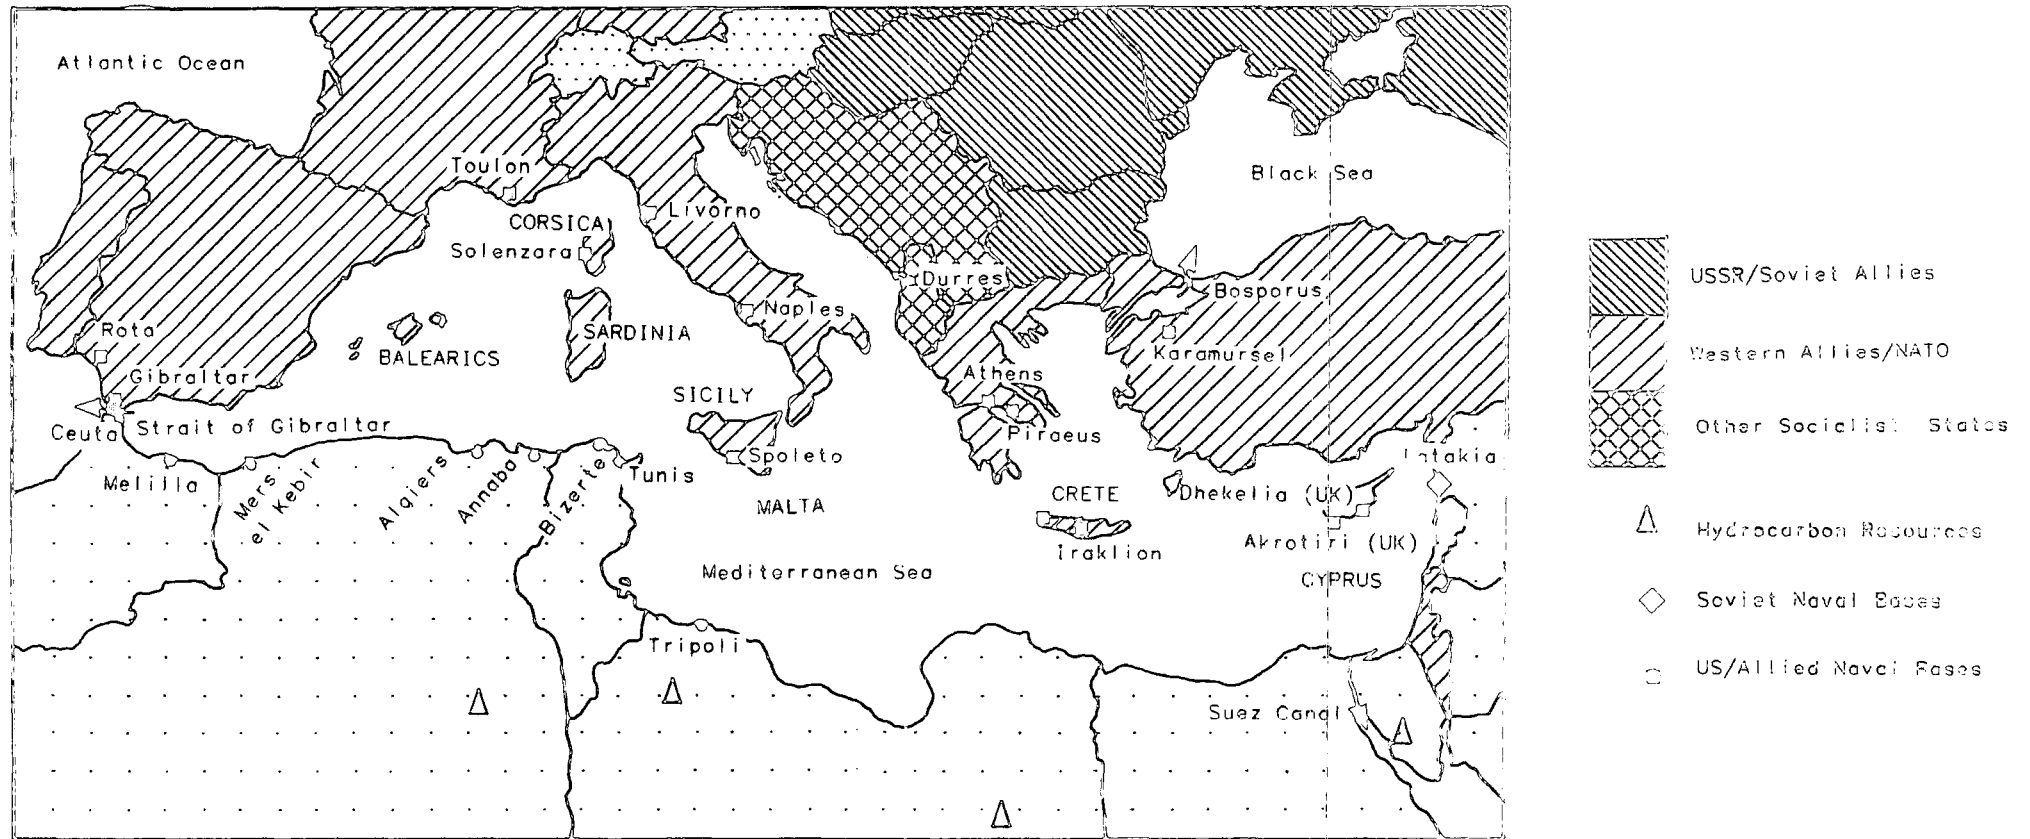 Atlantic Ocean
Toulon
Black Sea
CORSICA
Livorno
Solenzara
USSR/Soviet Allies
Durres
Bosporus
Naples
Rota
SARDINIA
Western Allies/NATO
BALEARICS
Karamursel
Gibraltar
Athens
SICILY
Ceuta
Strait of Gibraltar
Other Socialist States
Piraeus
Spoleto
Latakia
Tunis
Melilla
Mers
el Kebir
Algiers
Annaba
Bizerte
CRETE
Dhekelia (UK)
MALTA
Hydrocarbon Resources
Iraklion
Akrotiri (UK)
Mediterranean Sea
CYPRUS
Soviet Naval Bases
Tripoli
US/Allied Naval Bases
Suez Canal